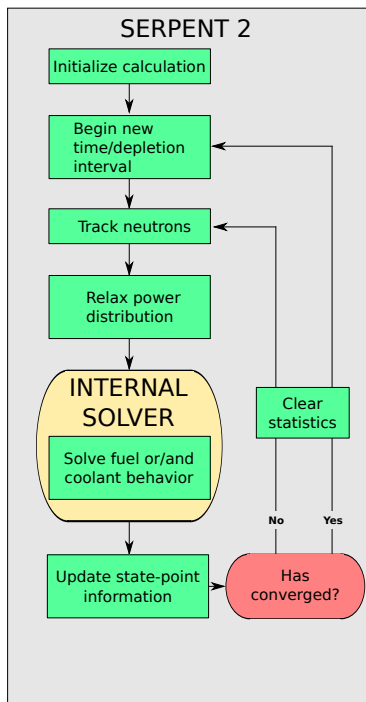 SERPENT 2
Initialize calculation
Begin new
time/depletion
interval
Track neutrons
Relax power
distribution
INTERNAL
SOLVER
Solve fuel or/and
coolant behavior
Clear
statistics
No
Yes
Update state-point
information
Has
converged?